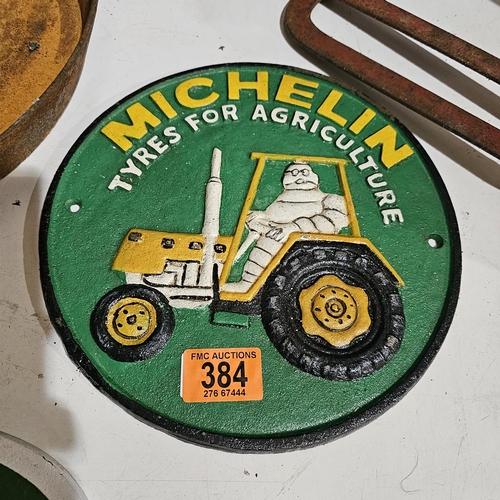 MICHELIN
TYRES FOR AGRICULTURE
FMC AUCTIONS
384
276 67444